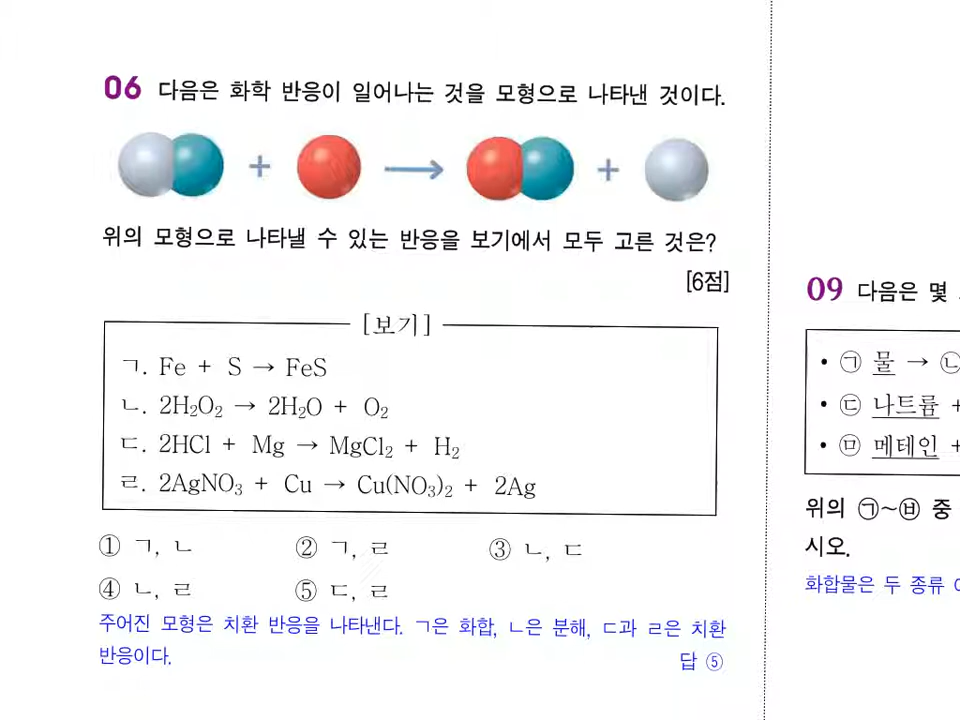 06 다음은 화학 반응이 일어나는 것을 모형으로 나타낸 것이다.
+ → +
위의 모형으로 나타낼 수 있는 반응을 보기에서 모두 고른 것은?
[6점]
[보기]
ㄱ. Fe + S → FeS
ㄴ. 2H₂O₂ → 2H₂O + O₂
ㄷ. 2HCl + Mg → MgCl₂ + H₂
ㄹ. 2AgNO₃ + Cu → Cu(NO₃)₂ + 2Ag
① ㄱ, ㄴ ② ㄱ, ㄹ ③ ㄴ, ㄷ
④ ㄴ, ㄹ ⑤ ㄷ, ㄹ
주어진 모형은 치환 반응을 나타낸다. ㄱ은 화합, ㄴ은 분해, ㄷ과 ㄹ은 치환
반응이다. 답 ⑤
09 다음은 몇
• ㉠ 물 → ㉡
• ㉢ 나트륨 +
• ㉤ 메테인 +
위의 ㉠~㉥ 중
시오.
화합물은 두 종류